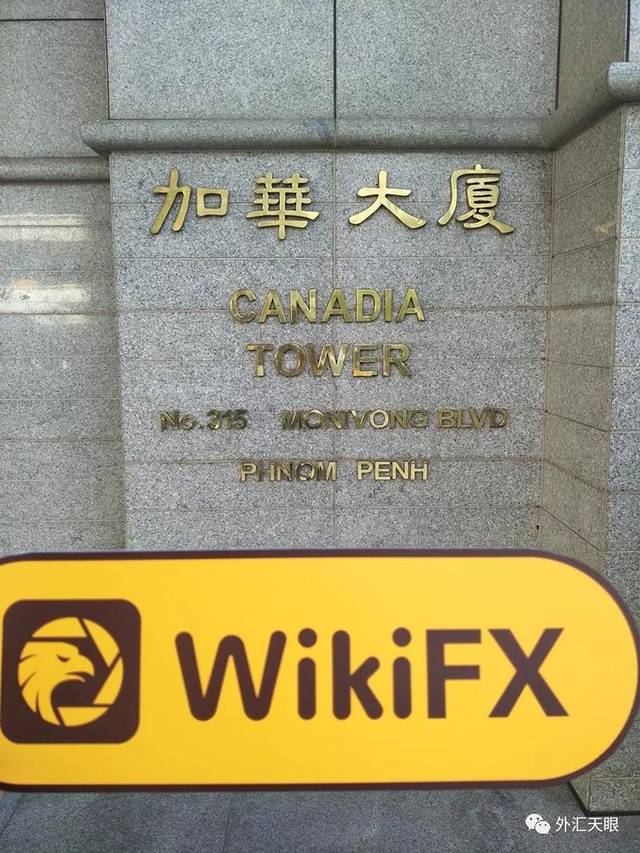 加華大廈
CANADIA
TOWER
No.315 MONIVONG BLVD
PHNOM PENH
WikiFX
外汇天眼